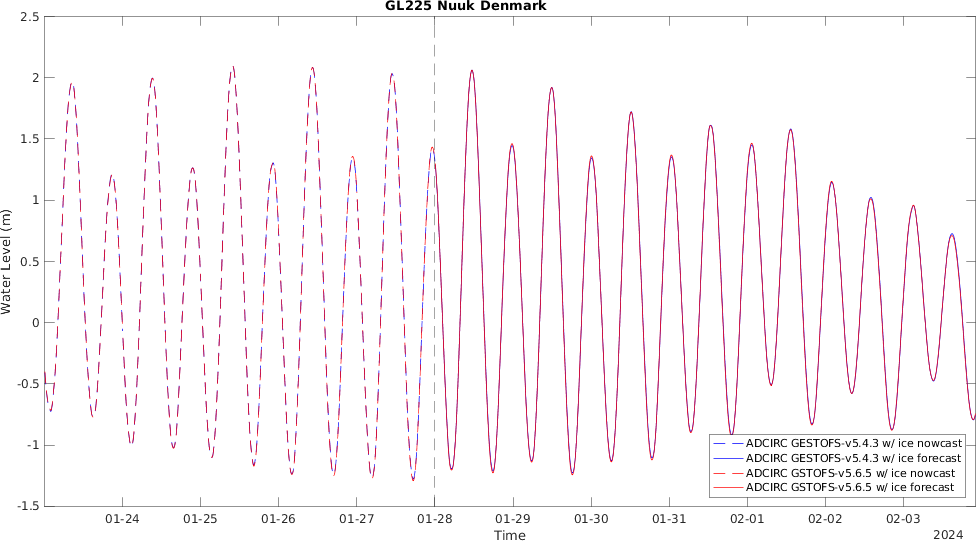 GL225 Nuuk Denmark
2.5
2
1.5
1
0.5
0
-0.5
-1
-1.5
Water Level (m)
ADCIRC GESTOFS-v5.4.3 w/ ice nowcast
ADCIRC GESTOFS-v5.4.3 w/ ice forecast
ADCIRC GSTOFS-v5.6.5 w/ ice nowcast
ADCIRC GSTOFS-v5.6.5 w/ ice forecast
01-24 01-25 01-26 01-27 01-28 01-29 01-30 01-31 02-01 02-02 02-03
Time
2024